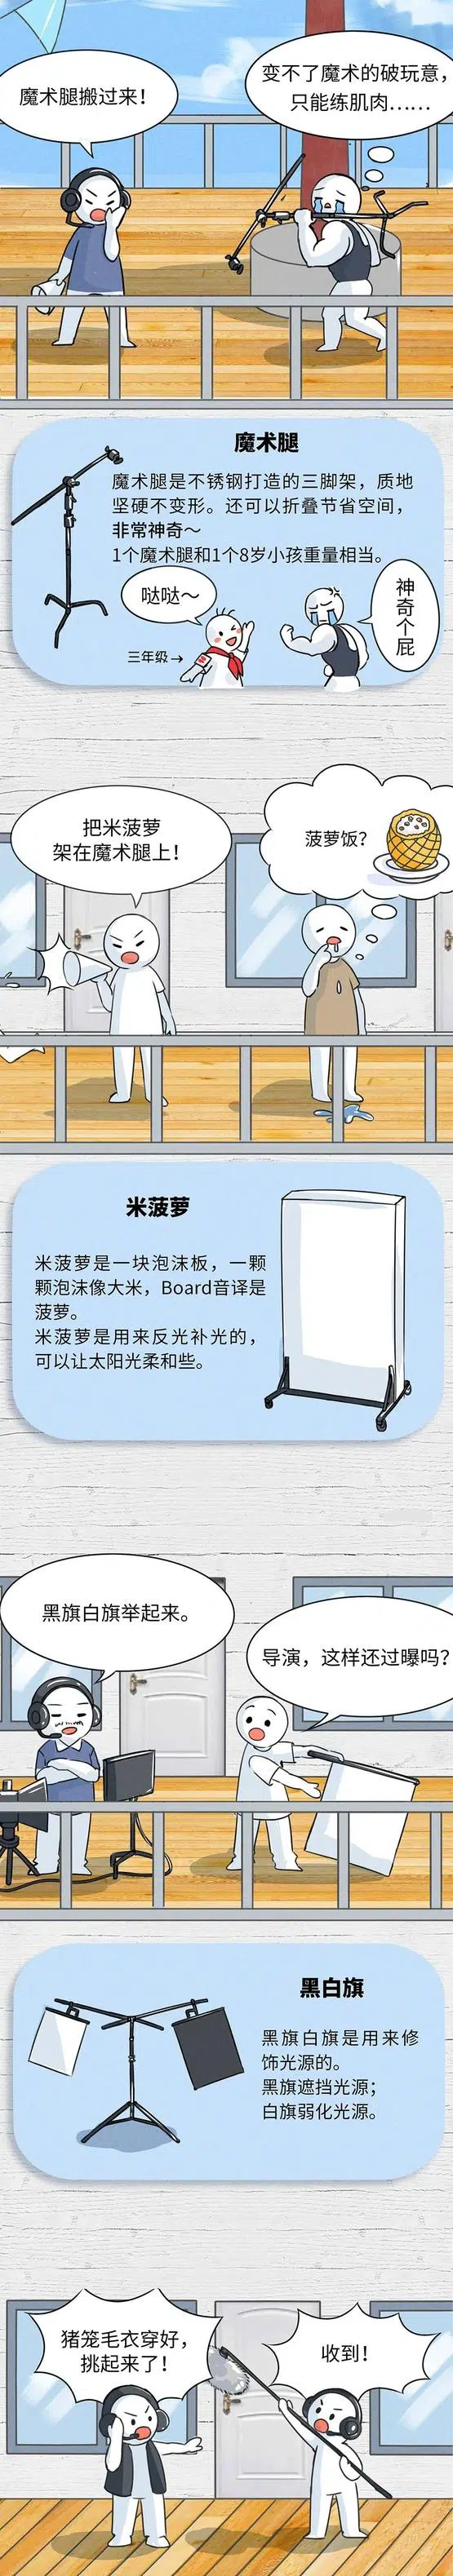 魔术腿搬过来！
变不了魔术的破玩意，
只能练肌肉……
魔术腿
魔术腿是不锈钢打造的三脚架，质地
坚硬不变形。还可以折叠节省空间，
非常神奇～
1个魔术腿和1个8岁小孩重量相当。
哒哒～
神奇个屁
三年级→
把米菠萝
架在魔术腿上！
菠萝饭？
米菠萝
米菠萝是一块泡沫板，一颗
颗泡沫像大米，Board音译是
菠萝。
米菠萝是用来反光补光的，
可以让太阳光柔和些。
黑旗白旗举起来。
导演，这样还过曝吗？
黑白旗
黑旗白旗是用来修
饰光源的。
黑旗遮挡光源；
白旗弱化光源。
猪笼毛衣穿好，
挑起来了！
收到！